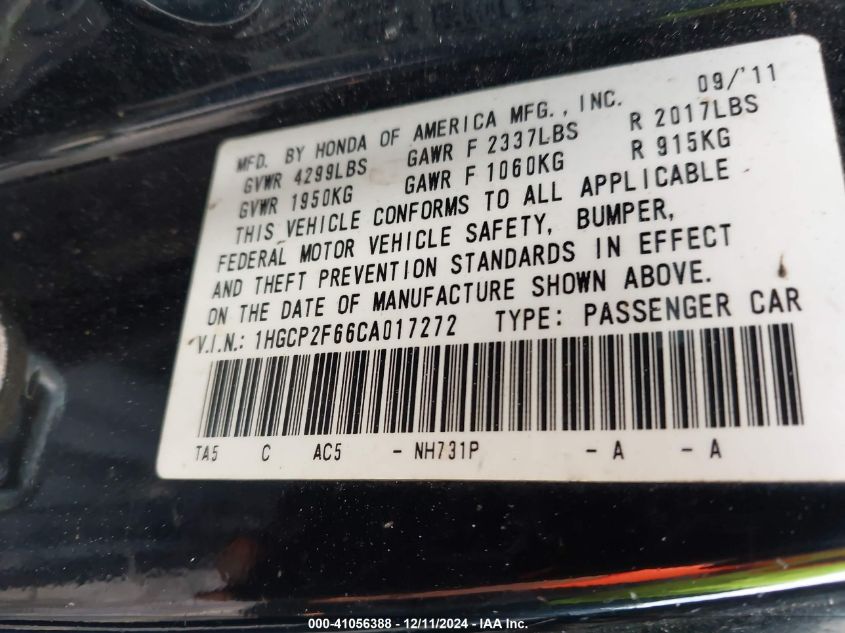 MFD. BY HONDA OF AMERICA MFG., INC. 09/'11
GVWR 4299LBS GAWR F 2337LBS R 2017LBS
GVWR 1950KG GAWR F 1060KG R 915KG
THIS VEHICLE CONFORMS TO ALL APPLICABLE
FEDERAL MOTOR VEHICLE SAFETY, BUMPER,
AND THEFT PREVENTION STANDARDS IN EFFECT
ON THE DATE OF MANUFACTURE SHOWN ABOVE.
V.I.N.: 1HGCP2F66CA017272 TYPE: PASSENGER CAR
TA5 C AC5 - NH731P - A - A
000-41056388 - 12/11/2024 - IAA Inc.